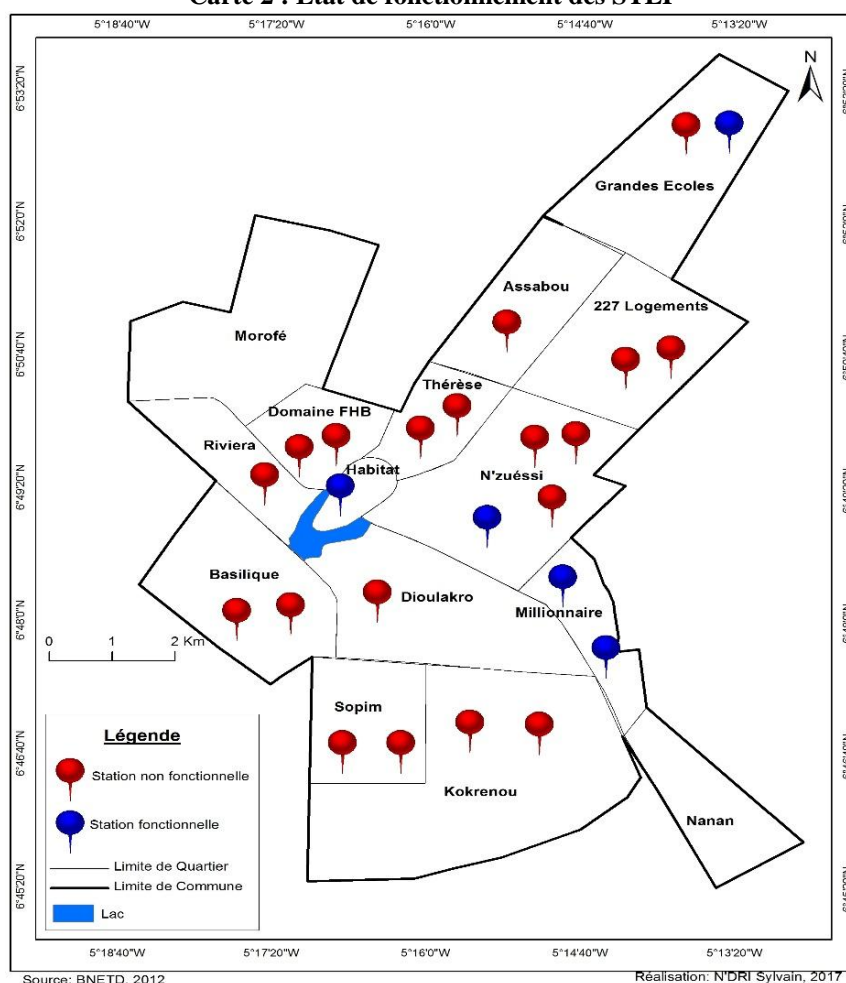 Carte 2 : Etat de fonctionnement des STEP
5°18'40"W 5°17'20"W 5°16'0"W 5°14'40"W 5°13'20"W
N
6°53'20"N
6°52'0"N
6°50'40"N
6°49'20"N
6°48'0"N
6°46'40"N
6°45'20"N
Grandes Ecoles
Assabou
227 Logements
Morofé
Thérèse
Domaine FHB
Riviera
Habitat
N'zuéssi
Basilique
Dioulakro
Millionnaire
0 1 2 Km
Sopim
Kokrenou
Nanan
Légende
Station non fonctionnelle
Station fonctionnelle
Limite de Quartier
Limite de Commune
Lac
5°18'40"W 5°17'20"W 5°16'0"W 5°14'40"W 5°13'20"W
Source: BNETD, 2012
Réalisation: N'DRI Sylvain, 2017